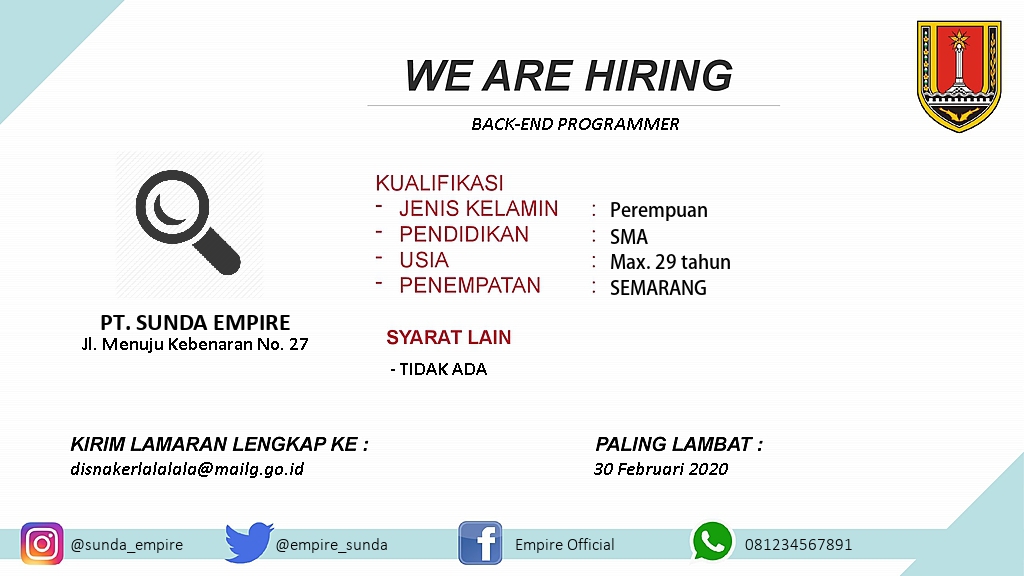 WE ARE HIRING
BACK-END PROGRAMMER
KUALIFIKASI
- JENIS KELAMIN : Perempuan
- PENDIDIKAN : SMA
- USIA : Max. 29 tahun
- PENEMPATAN : SEMARANG
PT. SUNDA EMPIRE
Jl. Menuju Kebenaran No. 27
SYARAT LAIN
- TIDAK ADA
KIRIM LAMARAN LENGKAP KE :
disnakerlalalala@mailg.go.id
PALING LAMBAT :
30 Februari 2020
@sunda_empire
@empire_sunda
Empire Official
081234567891